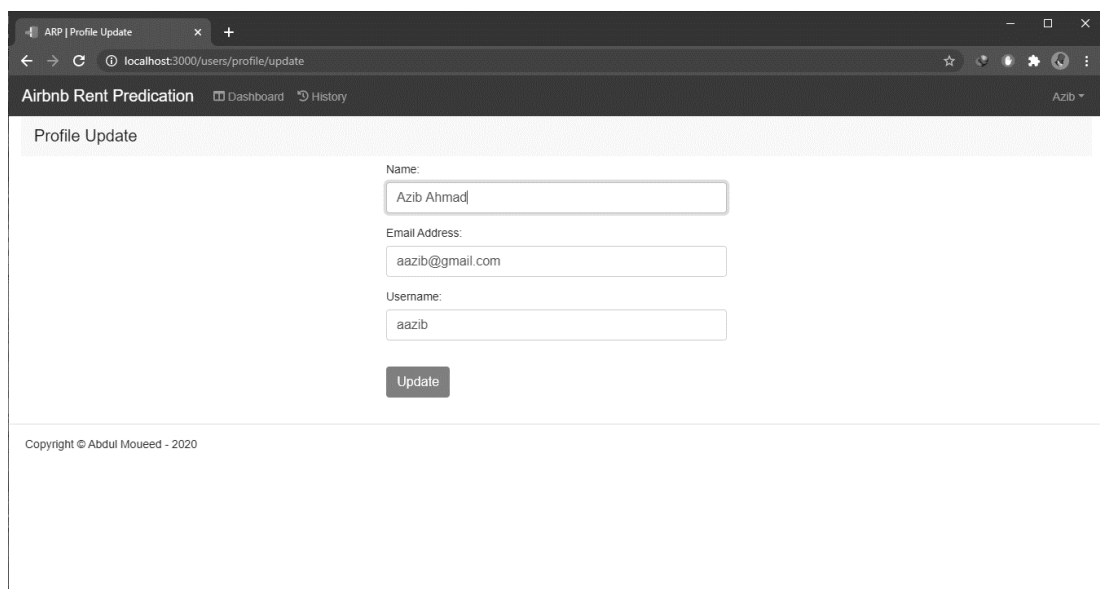 ARP | Profile Update
localhost:3000/users/profile/update
Airbnb Rent Predication Dashboard History Azib
Profile Update
Name:
Azib Ahmad
Email Address:
aazib@gmail.com
Username:
aazib
Update
Copyright © Abdul Moueed - 2020